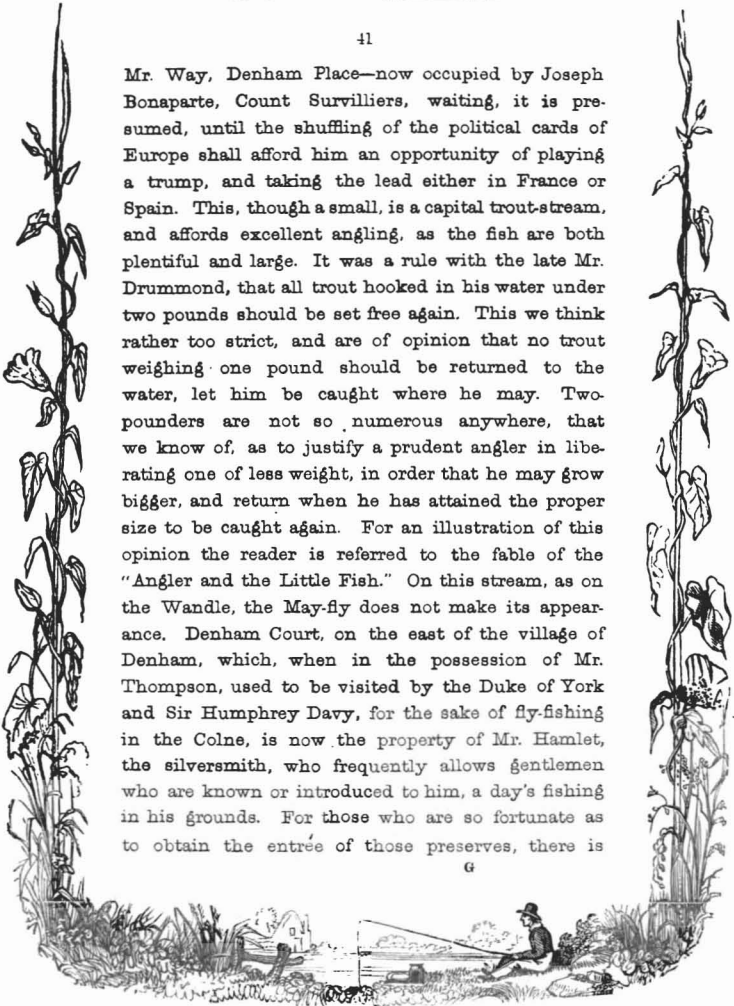 41
Mr. Way, Denham Place—now occupied by Joseph
Bonaparte, Count Survilliers, waiting, it is pre-
sumed, until the shuffling of the political cards of
Europe shall afford him an opportunity of playing
a trump, and taking the lead either in France or
Spain. This, though a small, is a capital trout-stream,
and affords excellent angling, as the fish are both
plentiful and large. It was a rule with the late Mr.
Drummond, that all trout hooked in his water under
two pounds should be set free again. This we think
rather too strict, and are of opinion that no trout
weighing one pound should be returned to the
water, let him be caught where he may. Two-
pounders are not so numerous anywhere, that
we know of, as to justify a prudent angler in libe-
rating one of less weight, in order that he may grow
bigger, and return when he has attained the proper
size to be caught again. For an illustration of this
opinion the reader is referred to the fable of the
"Angler and the Little Fish." On this stream, as on
the Wandle, the May-fly does not make its appear-
ance. Denham Court, on the east of the village of
Denham, which, when in the possession of Mr.
Thompson, used to be visited by the Duke of York
and Sir Humphrey Davy, for the sake of fly-fishing
in the Colne, is now the property of Mr. Hamlet,
the silversmith, who frequently allows gentlemen
who are known or introduced to him, a day's fishing
in his grounds. For those who are so fortunate as
to obtain the entrée of those preserves, there is
G